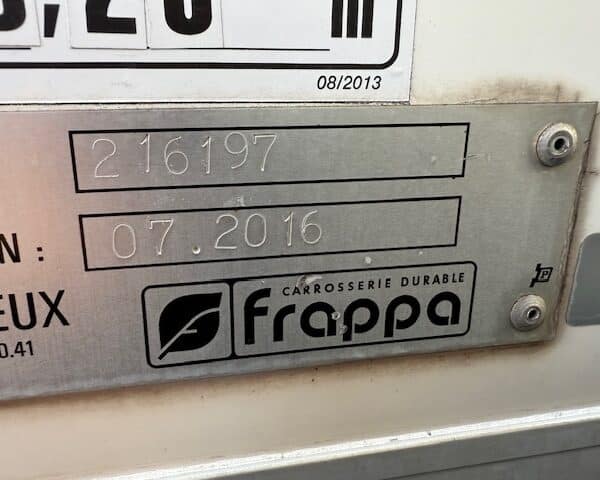 ,20 m
08/2013
216197
N : 07.2016
EUX
0.41
CARROSSERIE DURABLE
frappa
P